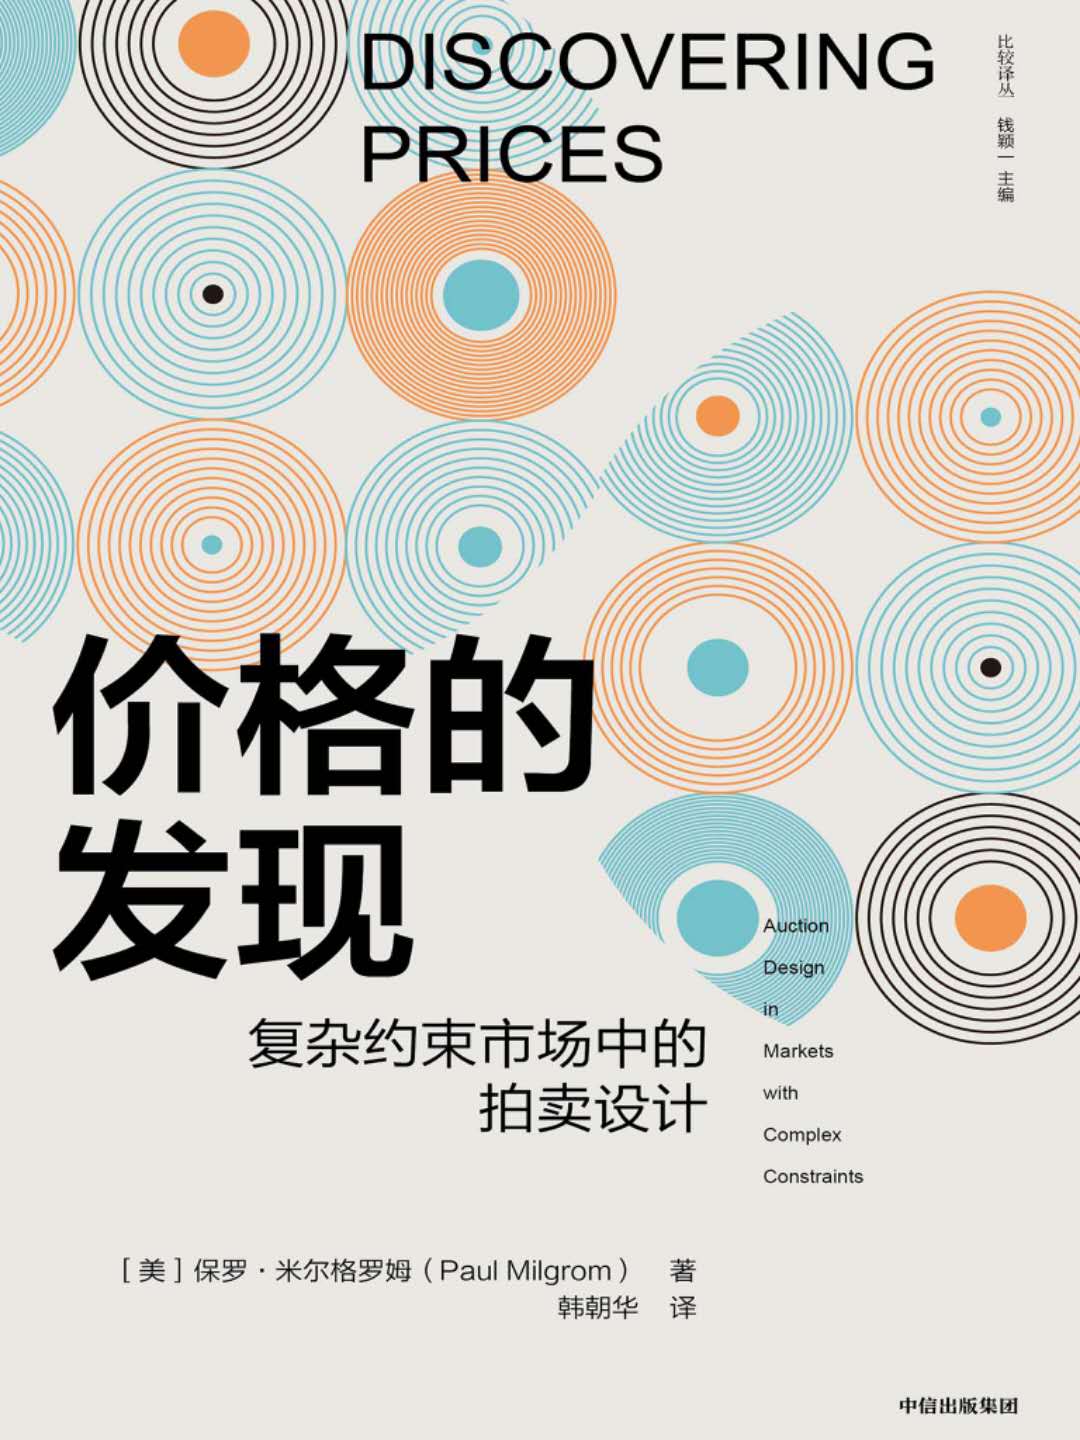 DISCOVERING
PRICES
比较译丛 钱颖一 主编
价格的
发现
复杂约束市场中的
拍卖设计
Auction
Design
in
Markets
with
Complex
Constraints
［美］保罗·米尔格罗姆（Paul Milgrom） 著
韩朝华 译
中信出版集团